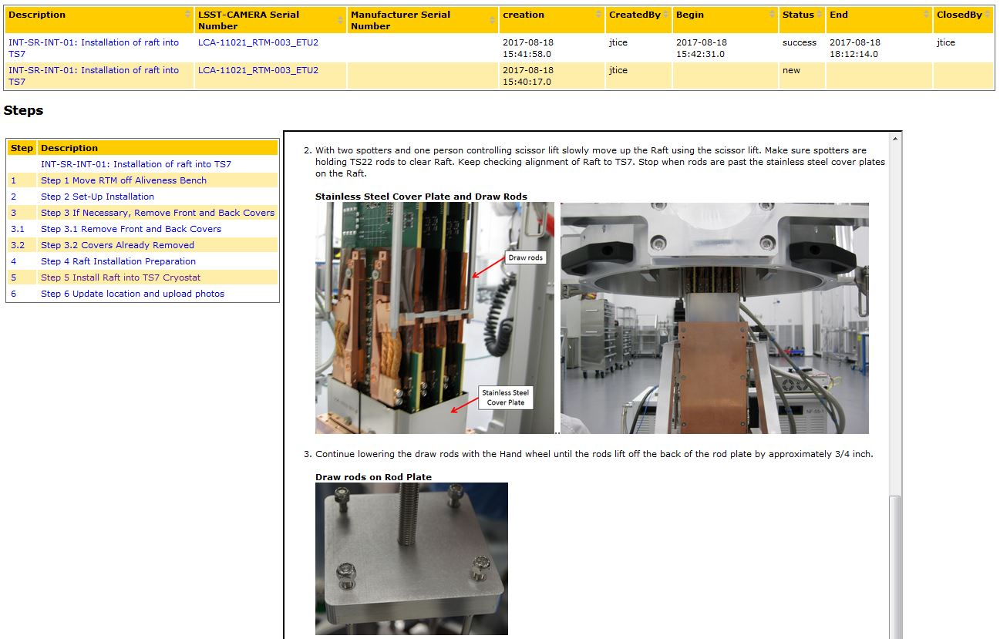 Description LSST-CAMERA Serial Number Manufacturer Serial Number creation CreatedBy Begin Status End ClosedBy
INT-SR-INT-01: Installation of raft into TS7 LCA-11021_RTM-003_ETU2 2017-08-18 15:41:58.0 jtice 2017-08-18 15:42:31.0 success 2017-08-18 18:12:14.0 jtice
INT-SR-INT-01: Installation of raft into TS7 LCA-11021_RTM-003_ETU2 2017-08-18 15:40:17.0 jtice new
Steps
Step Description
INT-SR-INT-01: Installation of raft into TS7
1 Step 1 Move RTM off Aliveness Bench
2 Step 2 Set-Up Installation
3 Step 3 If Necessary, Remove Front and Back Covers
3.1 Step 3.1 Remove Front and Back Covers
3.2 Step 3.2 Covers Already Removed
4 Step 4 Raft Installation Preparation
5 Step 5 Install Raft into TS7 Cryostat
6 Step 6 Update location and upload photos
2. With two spotters and one person controlling scissor lift slowly move up the Raft using the scissor lift. Make sure spotters are
holding TS22 rods to clear Raft. Keep checking alignment of Raft to TS7. Stop when rods are past the stainless steel cover plates
on the Raft.
Stainless Steel Cover Plate and Draw Rods
Draw rods
Stainless Steel
Cover Plate
NF-55-1
..
3. Continue lowering the draw rods with the Hand wheel until the rods lift off the back of the rod plate by approximately 3/4 inch.
Draw rods on Rod Plate